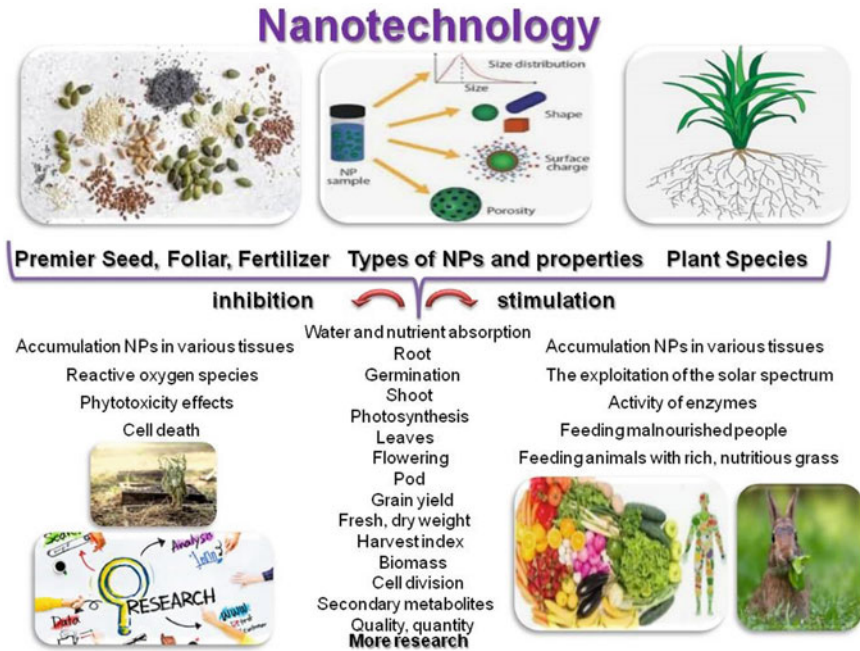 Nanotechnology
Size distribution
Size
NP
sample
Shape
Surface
charge
Porosity
Premier Seed, Foliar, Fertilizer
Types of NPs and properties
Plant Species
inhibition
stimulation
Accumulation NPs in various tissues
Reactive oxygen species
Phytotoxicity effects
Cell death
Water and nutrient absorption
Root
Germination
Shoot
Photosynthesis
Leaves
Flowering
Pod
Grain yield
Fresh, dry weight
Harvest index
Biomass
Cell division
Secondary metabolites
Quality, quantity
More research
Accumulation NPs in various tissues
The exploitation of the solar spectrum
Activity of enzymes
Feeding malnourished people
Feeding animals with rich, nutritious grass
Analysis
RESEARCH
Data